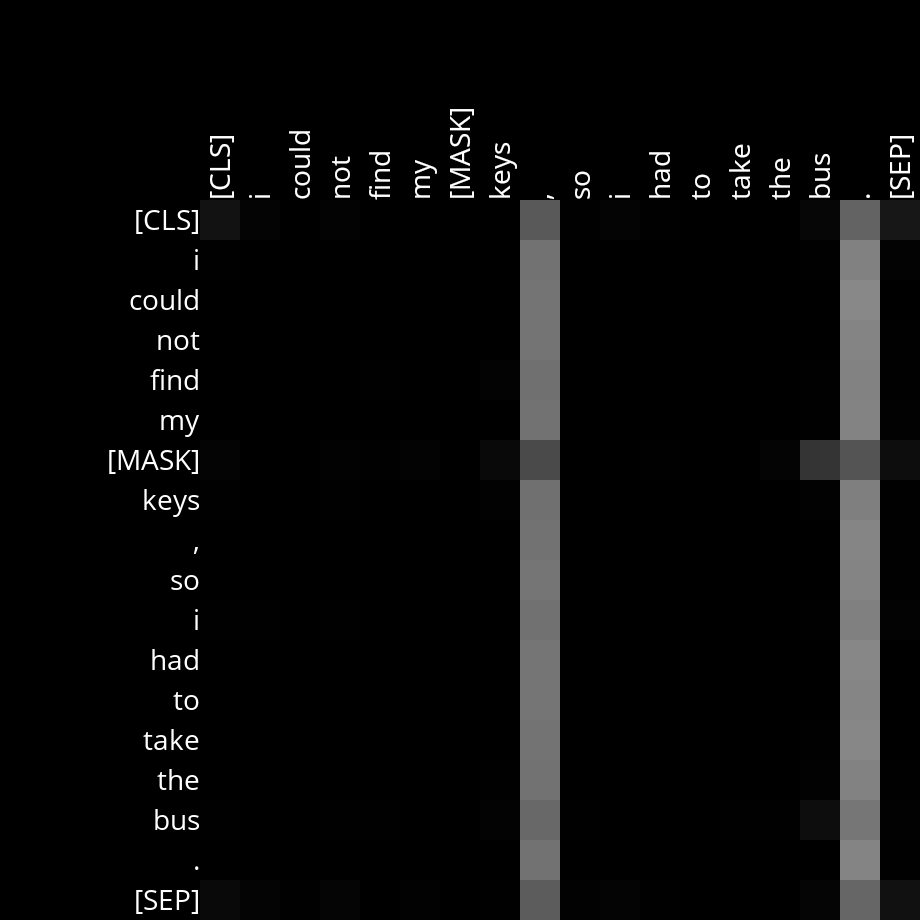 [CLS] i could not find my [MASK] keys , so i had to take the bus . [SEP]
[CLS]
i
could
not
find
my
[MASK]
keys
,
so
i
had
to
take
the
bus
.
[SEP]